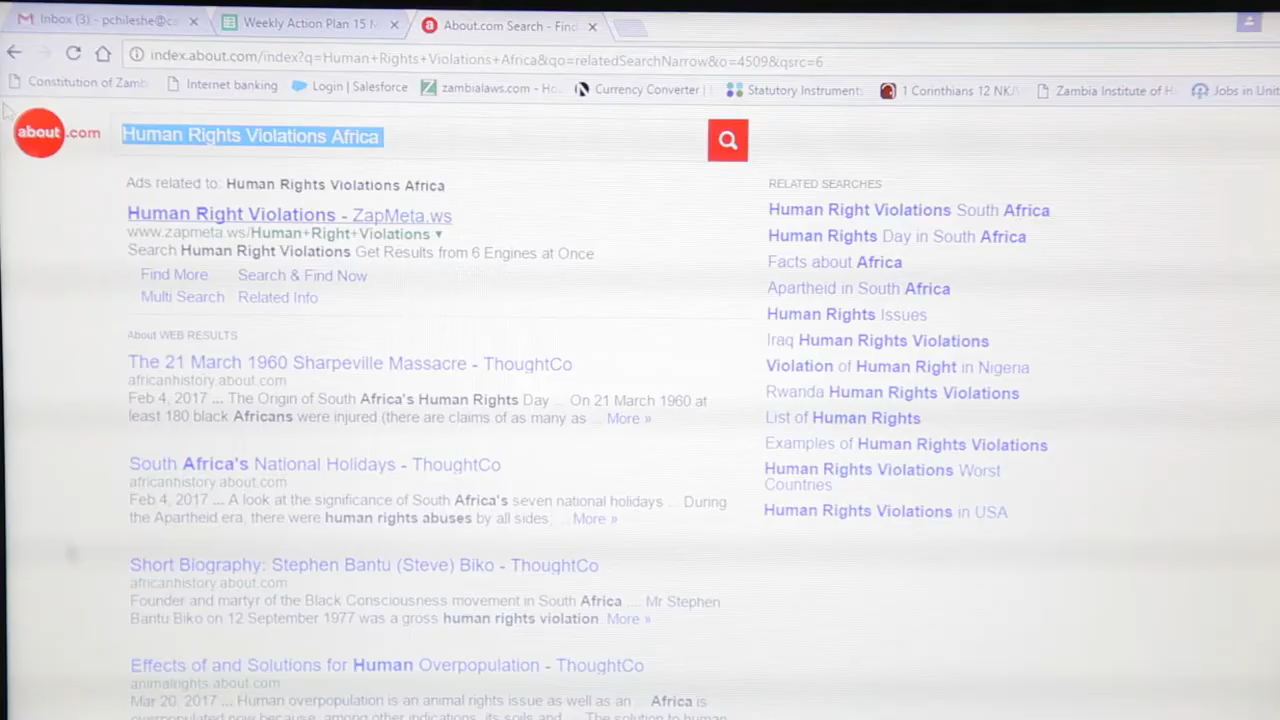 Inbox (3) - pchileshe@c
Weekly Action Plan 15 M
About.com Search - Find
index.about.com/index?q=Human+Rights+Violations+Africa&qo=relatedSearchNarrow&o=4509&qsrc=6
Constitution of Zamb
Internet banking
Login | Salesforce
zambialaws.com - Ho
Currency Converter |
Statutory Instrument
1 Corinthians 12 NK
Zambia Institute of H
Jobs in Unit
about.com
Human Rights Violations Africa
Ads related to: Human Rights Violations Africa
Human Right Violations - ZapMeta.ws
www.zapmeta.ws/Human+Right+Violations ▾
Search Human Right Violations Get Results from 6 Engines at Once
Find More Search & Find Now
Multi Search Related Info
About WEB RESULTS
The 21 March 1960 Sharpeville Massacre - ThoughtCo
africanhistory.about.com
Feb 4, 2017 ... The Origin of South Africa's Human Rights Day ... On 21 March 1960 at
least 180 black Africans were injured (there are claims of as many as ... More »
South Africa's National Holidays - ThoughtCo
africanhistory.about.com
Feb 4, 2017 ... A look at the significance of South Africa's seven national holidays ... During
the Apartheid era, there were human rights abuses by all sides; ... More »
Short Biography: Stephen Bantu (Steve) Biko - ThoughtCo
africanhistory.about.com
Founder and martyr of the Black Consciousness movement in South Africa ... Mr Stephen
Bantu Biko on 12 September 1977 was a gross human rights violation. More »
Effects of and Solutions for Human Overpopulation - ThoughtCo
animalrights.about.com
Mar 20, 2017 ... Human overpopulation is an animal rights issue as well as an ... Africa is
overpopulated now because, among other indications, its soils and ... The solution to human
RELATED SEARCHES
Human Right Violations South Africa
Human Rights Day in South Africa
Facts about Africa
Apartheid in South Africa
Human Rights Issues
Iraq Human Rights Violations
Violation of Human Right in Nigeria
Rwanda Human Rights Violations
List of Human Rights
Examples of Human Rights Violations
Human Rights Violations Worst
Countries
Human Rights Violations in USA